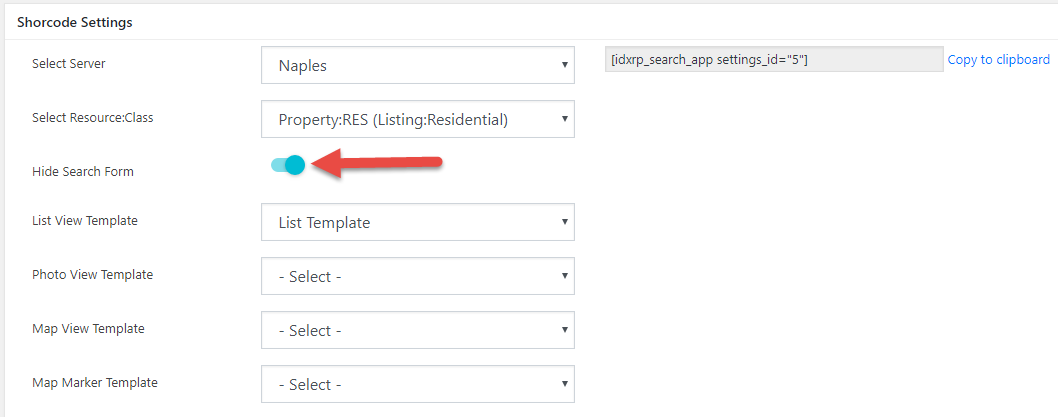 Shorcode Settings
Select Server
Naples
[idxrp_search_app settings_id="5"]
Copy to clipboard
Select Resource:Class
Property:RES (Listing:Residential)
Hide Search Form
List View Template
List Template
Photo View Template
- Select -
Map View Template
- Select -
Map Marker Template
- Select -